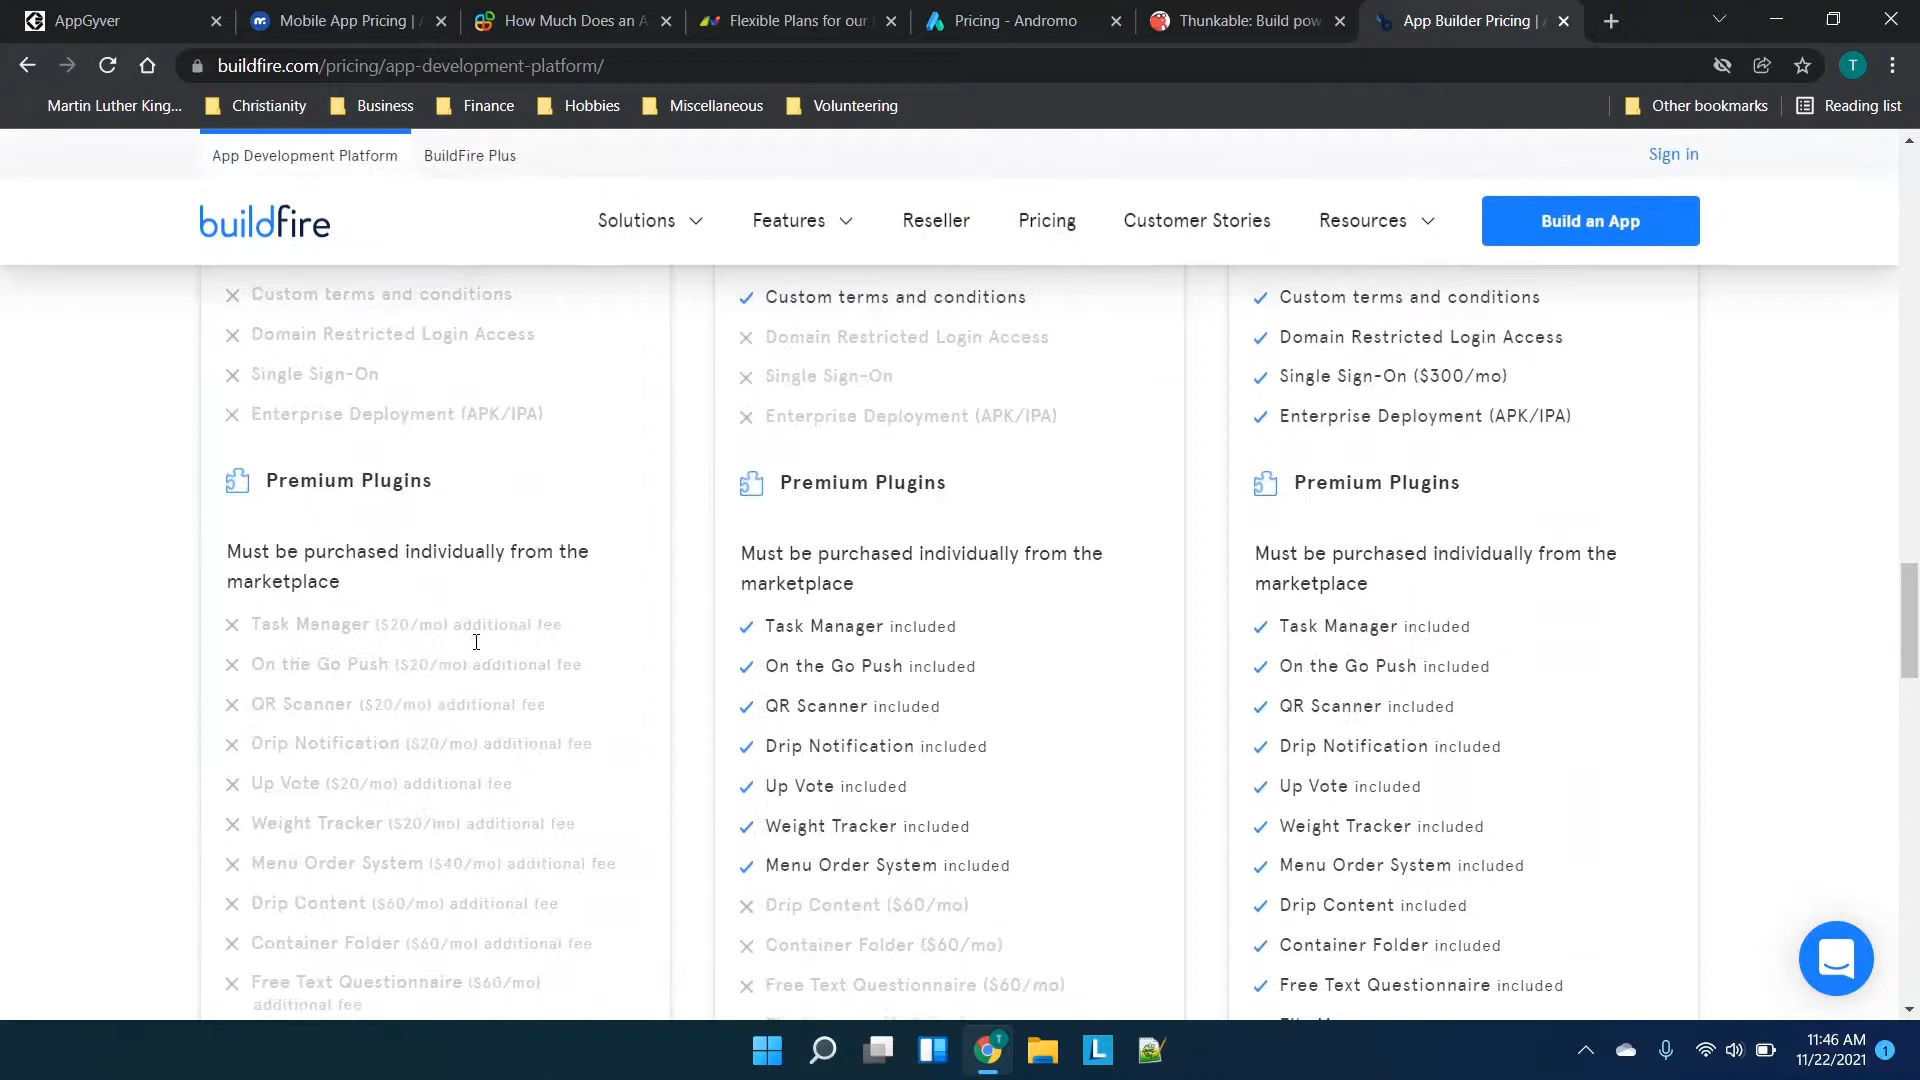 AppGyver
Mobile App Pricing |
How Much Does an A
Flexible Plans for our
Pricing - Andromo
Thunkable: Build pow
App Builder Pricing |
buildfire.com/pricing/app-development-platform/
T
Martin Luther King...
Christianity
Business
Finance
Hobbies
Miscellaneous
Volunteering
Other bookmarks
Reading list
App Development Platform
BuildFire Plus
Sign in
buildfire
Solutions
Features
Reseller
Pricing
Customer Stories
Resources
Build an App
Custom terms and conditions
Domain Restricted Login Access
Single Sign-On
Enterprise Deployment (APK/IPA)
Premium Plugins
Must be purchased individually from the
marketplace
Task Manager ($20/mo) additional fee
On the Go Push ($20/mo) additional fee
QR Scanner ($20/mo) additional fee
Drip Notification ($20/mo) additional fee
Up Vote ($20/mo) additional fee
Weight Tracker ($20/mo) additional fee
Menu Order System ($40/mo) additional fee
Drip Content ($60/mo) additional fee
Container Folder ($60/mo) additional fee
Free Text Questionnaire ($60/mo)
additional fee
Custom terms and conditions
Domain Restricted Login Access
Single Sign-On
Enterprise Deployment (APK/IPA)
Premium Plugins
Must be purchased individually from the
marketplace
Task Manager included
On the Go Push included
QR Scanner included
Drip Notification included
Up Vote included
Weight Tracker included
Menu Order System included
Drip Content ($60/mo)
Container Folder ($60/mo)
Free Text Questionnaire ($60/mo)
Custom terms and conditions
Domain Restricted Login Access
Single Sign-On ($300/mo)
Enterprise Deployment (APK/IPA)
Premium Plugins
Must be purchased individually from the
marketplace
Task Manager included
On the Go Push included
QR Scanner included
Drip Notification included
Up Vote included
Weight Tracker included
Menu Order System included
Drip Content included
Container Folder included
Free Text Questionnaire included
T
L
11:46 AM
11/22/2021
1